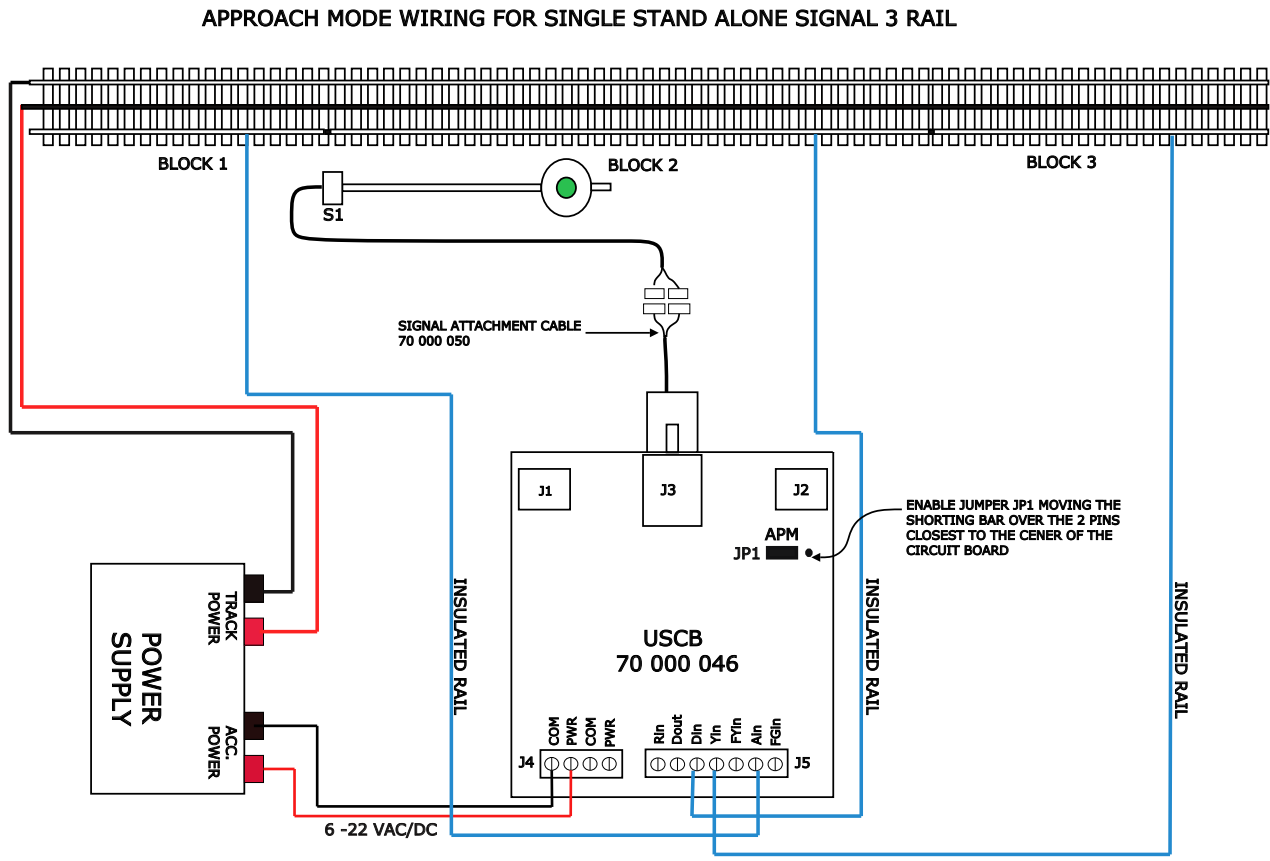 APPROACH MODE WIRING FOR SINGLE STAND ALONE SIGNAL 3 RAIL
BLOCK 1
BLOCK 2
BLOCK 3
S1
SIGNAL ATTACHMENT CABLE
70 000 050
J1
J3
J2
ENABLE JUMPER JP1 MOVING THE
SHORTING BAR OVER THE 2 PINS
CLOSEST TO THE CENER OF THE
CIRCUIT BOARD
APM
JP1
TRACK
POWER
POWER
SUPPLY
ACC.
POWER
INSULATED RAIL
INSULATED RAIL
INSULATED RAIL
USCB
70 000 046
COM
PWR
COM
PWR
J4
Rin
Dout
Din
Yin
FYin
Ain
FGin
J5
6 -22 VAC/DC